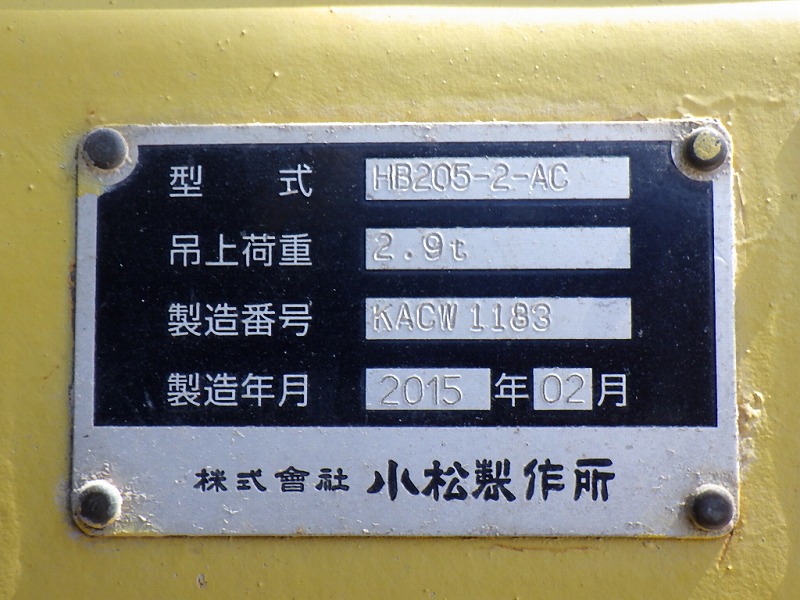 型 式 HB205-2-AC
吊上荷重 2.9t
製造番号 KACW 1183
製造年月 2015 年 02 月
株式會社 小松製作所